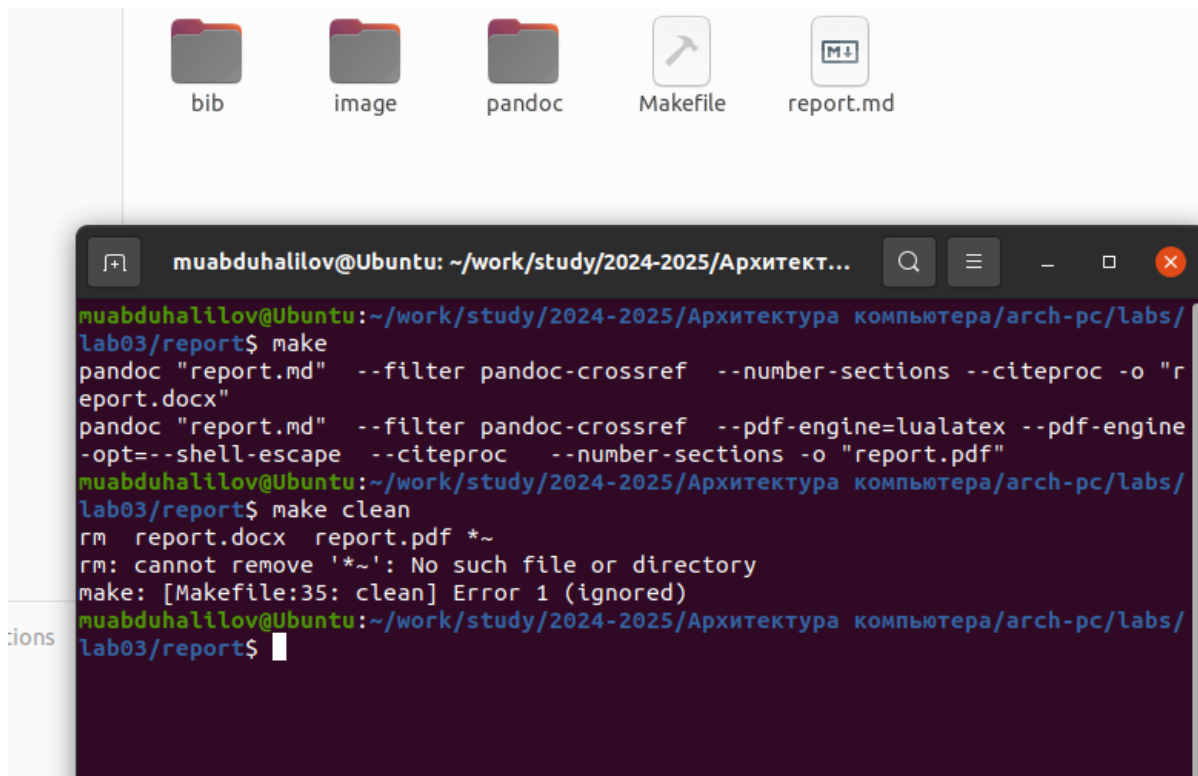 bib
image
pandoc
Makefile
report.md
muabduhalilov@Ubuntu: ~/work/study/2024-2025/Архитект...
muabduhalilov@Ubuntu:~/work/study/2024-2025/Архитектура компьютера/arch-pc/labs/
lab03/report$ make
pandoc "report.md"  --filter pandoc-crossref  --number-sections --citeproc -o "r
eport.docx"
pandoc "report.md"  --filter pandoc-crossref  --pdf-engine=lualatex --pdf-engine
-opt=--shell-escape  --citeproc   --number-sections -o "report.pdf"
muabduhalilov@Ubuntu:~/work/study/2024-2025/Архитектура компьютера/arch-pc/labs/
lab03/report$ make clean
rm  report.docx  report.pdf *~
rm: cannot remove '*~': No such file or directory
make: [Makefile:35: clean] Error 1 (ignored)
muabduhalilov@Ubuntu:~/work/study/2024-2025/Архитектура компьютера/arch-pc/labs/
tions
lab03/report$